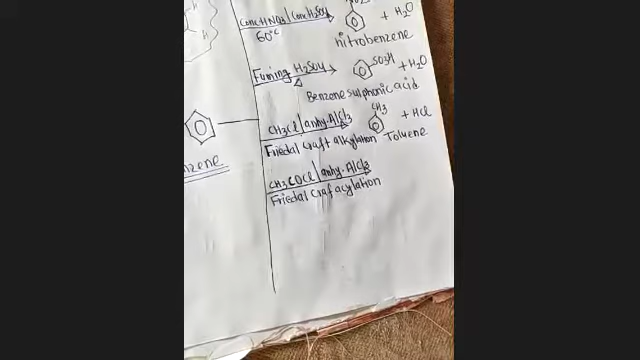 Conc.HNO3/Conc.H2SO4
60°C
+ H2O
nitrobenzene
Fuming H2SO4
Δ
SO3H
+ H2O
Benzene sulphonic acid
CH3Cl/anhy.AlCl3
CH3
+ HCl
Friedal Craft alkylation
Toluene
nzene
CH3COCl/anhy.AlCl3
Friedal Craf acylation